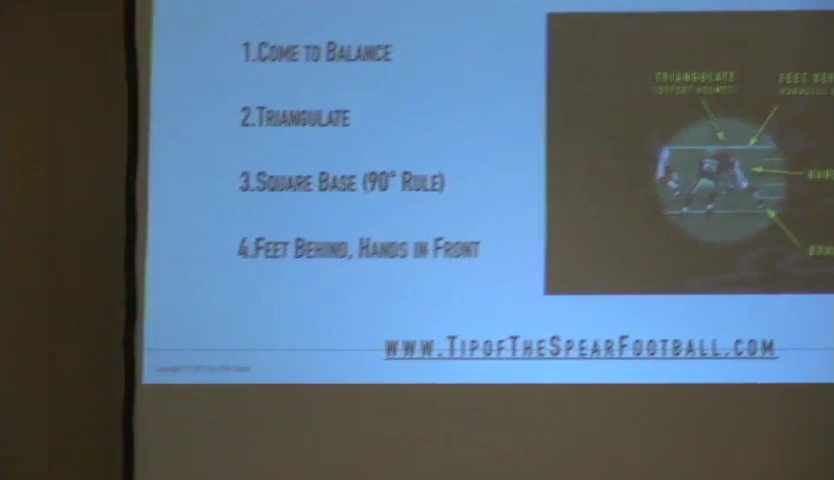 1.Come to Balance
2.Triangulate
3.Square Base (90° Rule)
4.Feet Behind, Hands in Front
Triangulate
Feet
www.TipOfTheSpearFootball.com